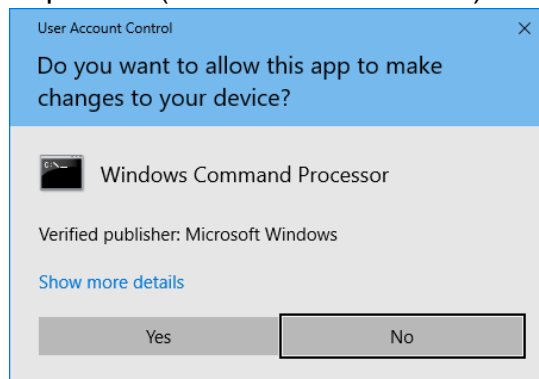 User Account Control
Do you want to allow this app to make
changes to your device?
Windows Command Processor
Verified publisher: Microsoft Windows
Show more details
Yes
No